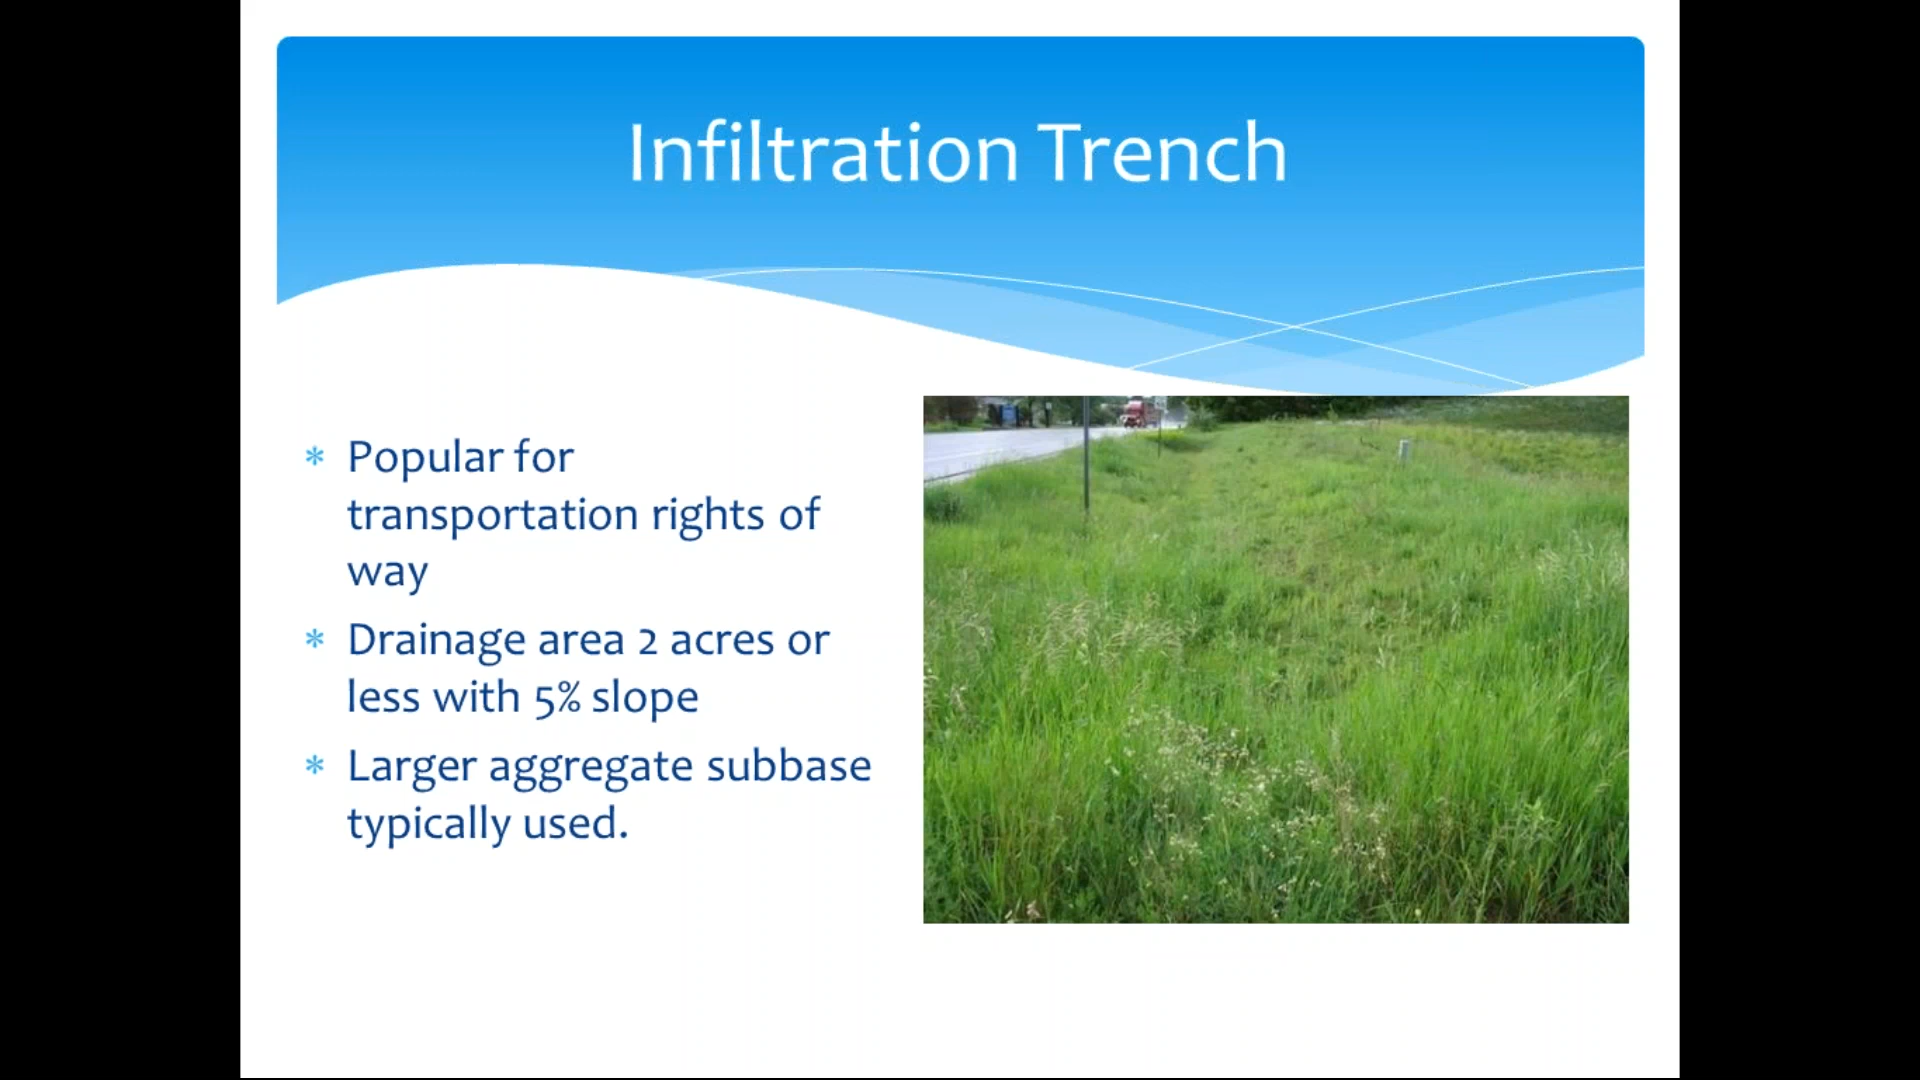 Infiltration Trench
* Popular for
transportation rights of
way
* Drainage area 2 acres or
less with 5% slope
* Larger aggregate subbase
typically used.